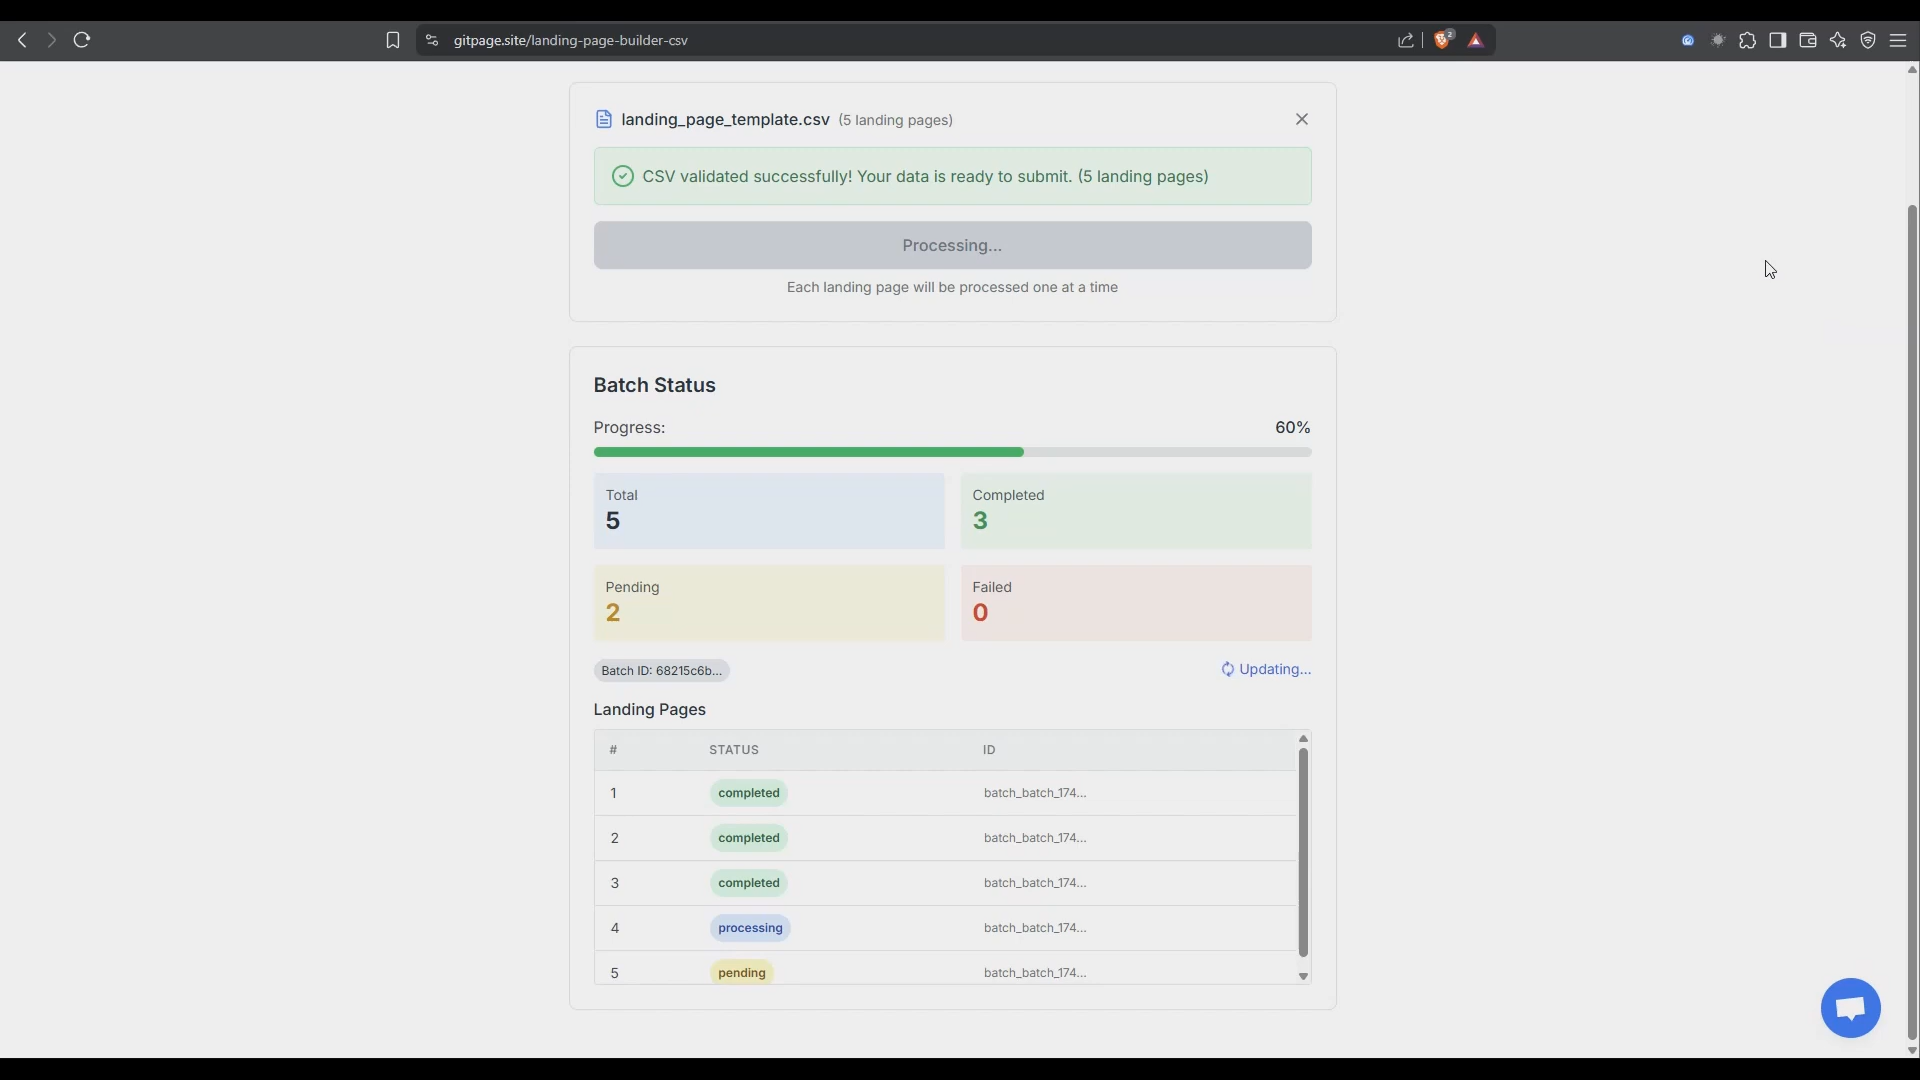 gitpage.site/landing-page-builder-csv
2
landing_page_template.csv (5 landing pages)
CSV validated successfully! Your data is ready to submit. (5 landing pages)
Processing...
Each landing page will be processed one at a time
Batch Status
Progress: 60%
Total
5
Completed
3
Pending
2
Failed
0
Batch ID: 68215c6b...
Updating...
Landing Pages
# STATUS ID
1 completed batch_batch_174...
2 completed batch_batch_174...
3 completed batch_batch_174...
4 processing batch_batch_174...
5 pending batch_batch_174...